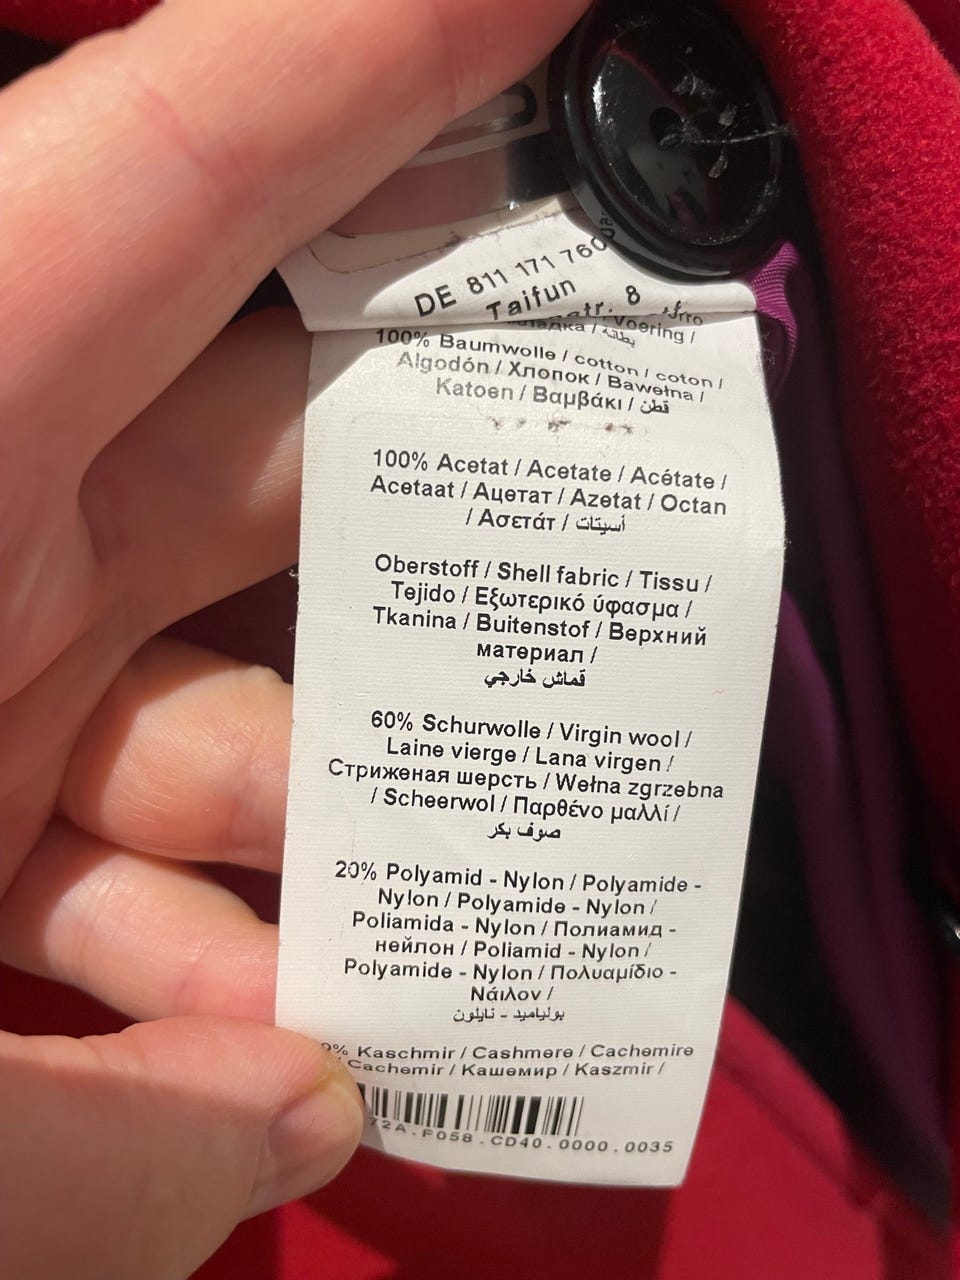 DE 811 171 760
Taifun
8
Voering /
بطانة /
100% Baumwolle / cotton / coton /
Algodón / Хлопок / Bawełna /
Katoen / Βαμβάκι / قطن
100% Acetat / Acetate / Acétate /
Acetaat / Ацетат / Azetat / Octan
/ Ασετάτ / أسيتات
Oberstoff / Shell fabric / Tissu /
Tejido / Εξωτερικό ύφασμα /
Tkanina / Buitenstof / Верхний
материал /
قماش خارجي
60% Schurwolle / Virgin wool /
Laine vierge / Lana virgen /
Стриженая шерсть / Wełna zgrzebna
/ Scheerwol / Παρθένο μαλλί /
صوف بكر
20% Polyamid - Nylon / Polyamide -
Nylon / Polyamide - Nylon /
Poliamida - Nylon / Полиамид -
нейлон / Poliamid - Nylon /
Polyamide - Nylon / Πολυαμίδιο -
Νάιλον /
بولياميد - نايلون
% Kaschmir / Cashmere / Cachemire
/ Cachemir / Кашемир / Kaszmir /
72A.F058.CD40.0000.0035